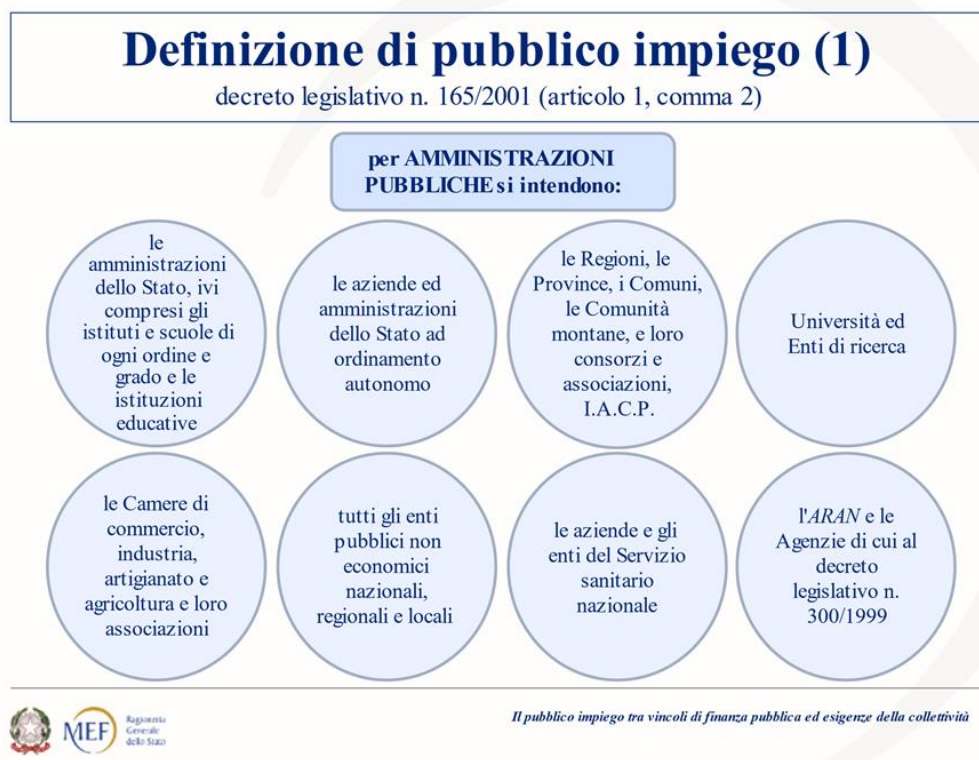 Definizione di pubblico impiego (1)
decreto legislativo n. 165/2001 (articolo 1, comma 2)
per AMMINISTRAZIONI
PUBBLICHE si intendono:
le
amministrazioni
dello Stato, ivi
compresi gli
istituti e scuole di
ogni ordine e
grado e le
istituzioni
educative
le aziende ed
amministrazioni
dello Stato ad
ordinamento
autonomo
le Regioni, le
Province, i Comuni,
le Comunità
montane, e loro
consorzi e
associazioni,
I.A.C.P.
Università ed
Enti di ricerca
le Camere di
commercio,
industria,
artigianato e
agricoltura e loro
associazioni
tutti gli enti
pubblici non
economici
nazionali,
regionali e locali
le aziende e gli
enti del Servizio
sanitario
nazionale
l'ARAN e le
Agenzie di cui al
decreto
legislativo n.
300/1999
MEF
Ragioneria
Generale
dello Stato
Il pubblico impiego tra vincoli di finanza pubblica ed esigenze della collettività